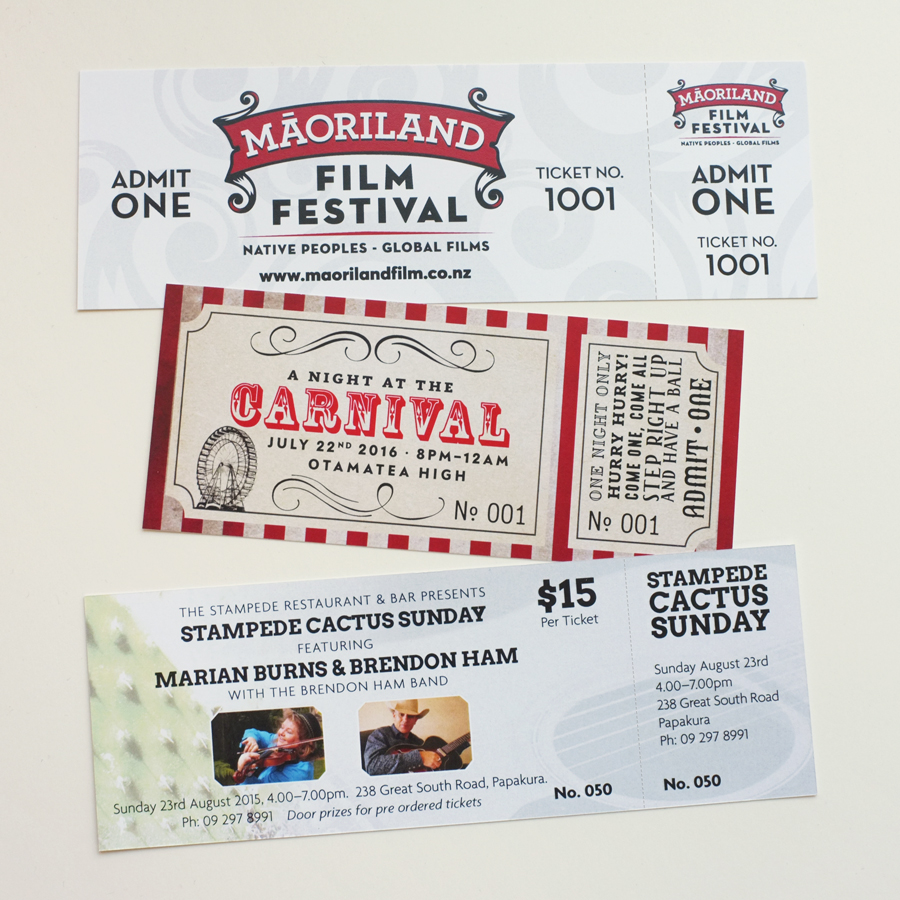 ADMIT
ONE
MĀORILAND
FILM
FESTIVAL
NATIVE PEOPLES - GLOBAL FILMS
www.maorilandfilm.co.nz
TICKET NO.
1001
MĀORILAND
FILM
FESTIVAL
NATIVE PEOPLES - GLOBAL FILMS
ADMIT
ONE
TICKET NO.
1001
A NIGHT AT THE
CARNIVAL
JULY 22ND 2016 · 8PM–12AM
OTAMATEA HIGH
Nº 001
ONE NIGHT ONLY
HURRY HURRY!
COME ONE, COME ALL
STEP RIGHT UP
AND HAVE A BALL
ADMIT • ONE
Nº 001
THE STAMPEDE RESTAURANT & BAR PRESENTS
STAMPEDE CACTUS SUNDAY
FEATURING
MARIAN BURNS & BRENDON HAM
WITH THE BRENDON HAM BAND
Sunday 23rd August 2015, 4.00–7.00pm. 238 Great South Road, Papakura.
Ph: 09 297 8991 Door prizes for pre ordered tickets
$15
Per Ticket
No. 050
STAMPEDE
CACTUS
SUNDAY
Sunday August 23rd
4.00–7.00pm
238 Great South Road
Papakura
Ph: 09 297 8991
No. 050